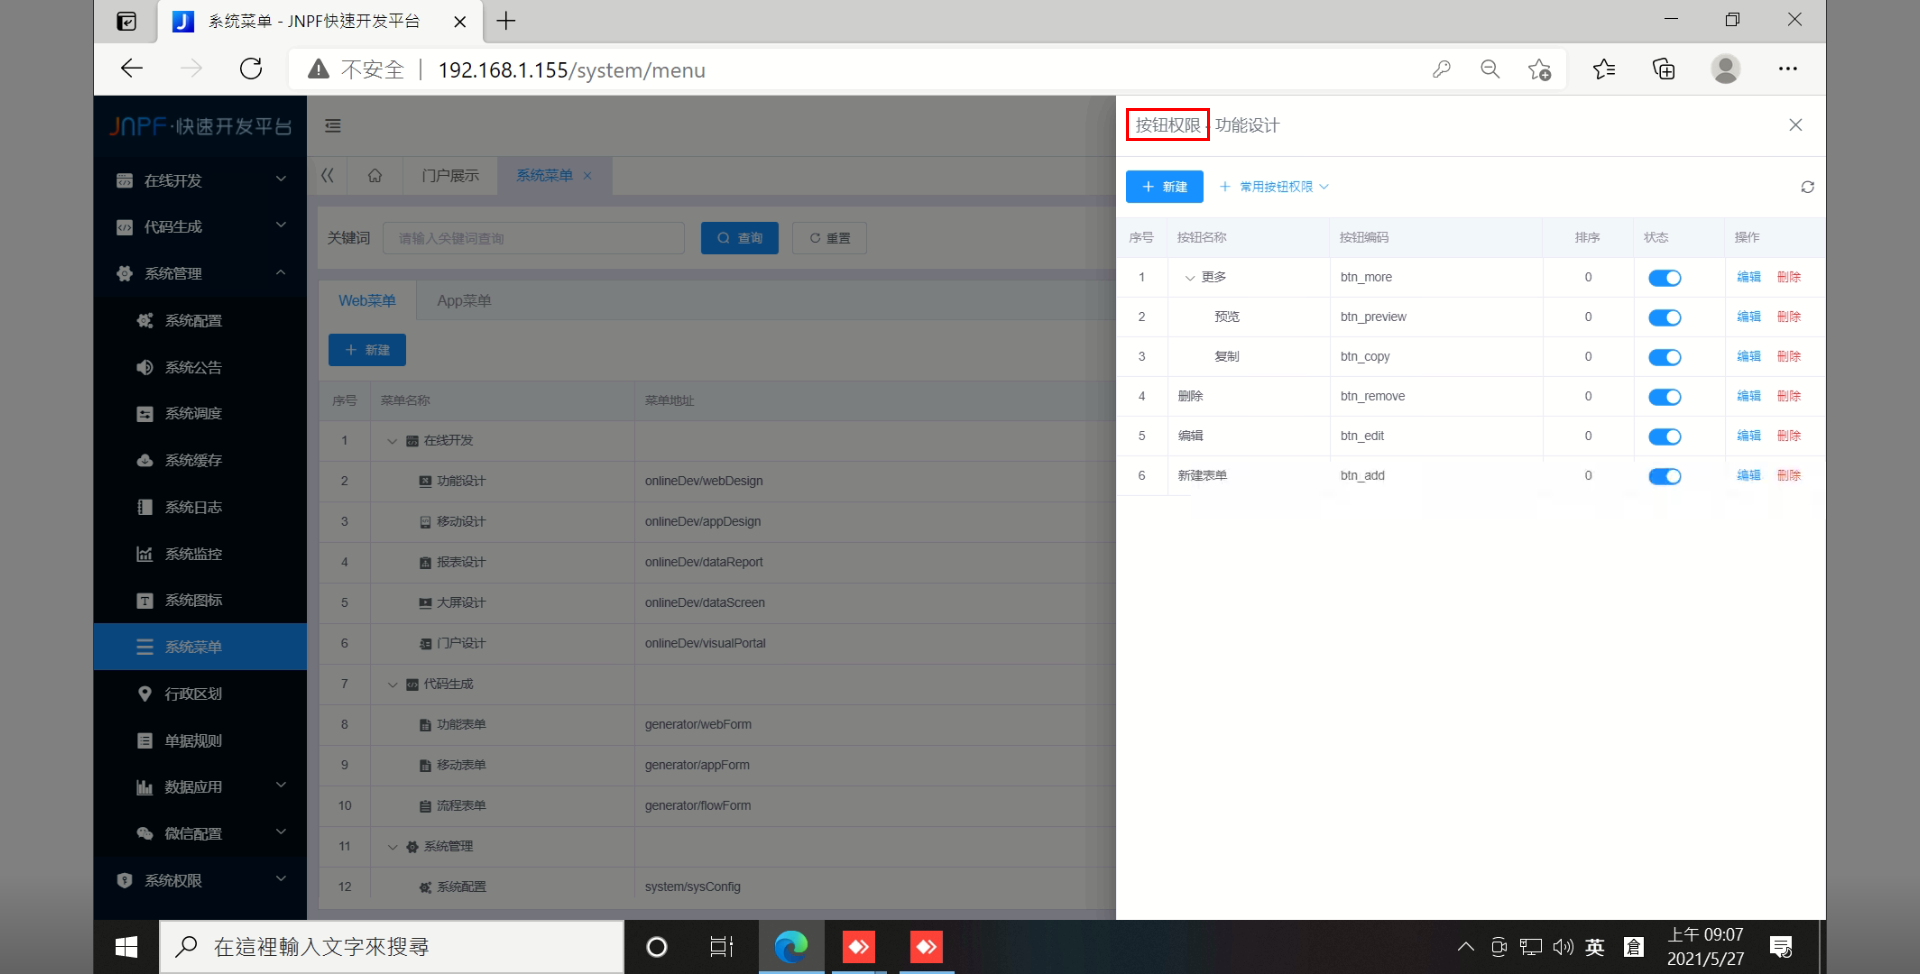 系统菜单 - JNPF快速开发平台
不安全 | 192.168.1.155/system/menu
JNPF·快速开发平台
在线开发
代码生成
系统管理
系统配置
系统公告
系统调度
系统缓存
系统日志
系统监控
系统图标
系统菜单
行政区划
单据规则
数据应用
微信配置
系统权限
门户展示 系统菜单
关键词 请输入关键词查询 查询 重置
Web菜单 App菜单
新建
序号 菜单名称 菜单地址
1 在线开发
2 功能设计 onlineDev/webDesign
3 移动设计 onlineDev/appDesign
4 报表设计 onlineDev/dataReport
5 大屏设计 onlineDev/dataScreen
6 门户设计 onlineDev/visualPortal
7 代码生成
8 功能表单 generator/webForm
9 移动表单 generator/appForm
10 流程表单 generator/flowForm
11 系统管理
12 系统配置 system/sysConfig
按钮权限 - 功能设计
新建 常用按钮权限
序号 按钮名称 按钮编码 排序 状态 操作
1 更多 btn_more 0 编辑 删除
2 预览 btn_preview 0 编辑 删除
3 复制 btn_copy 0 编辑 删除
4 删除 btn_remove 0 编辑 删除
5 编辑 btn_edit 0 编辑 删除
6 新建表单 btn_add 0 编辑 删除
在這裡輸入文字來搜尋
英 倉 上午 09:07
2021/5/27